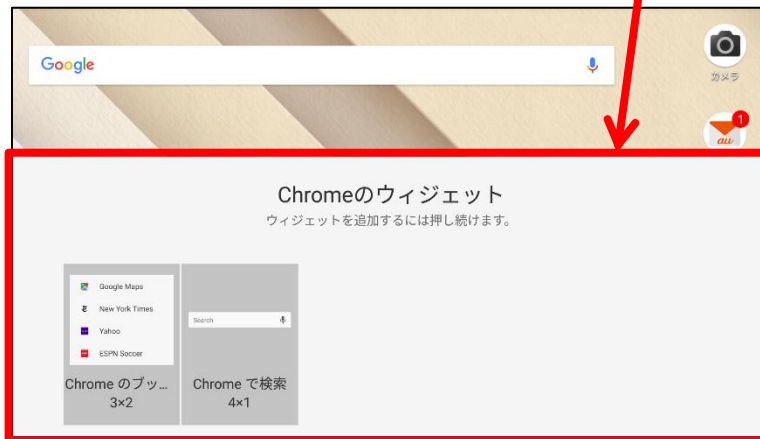 Google
カメラ
1
au
Chromeのウィジェット
ウィジェットを追加するには押し続けます。
Google Maps
New York Times
Yahoo
ESPN Soccer
Chrome のブッ...
3×2
Search
Chrome で検索
4×1